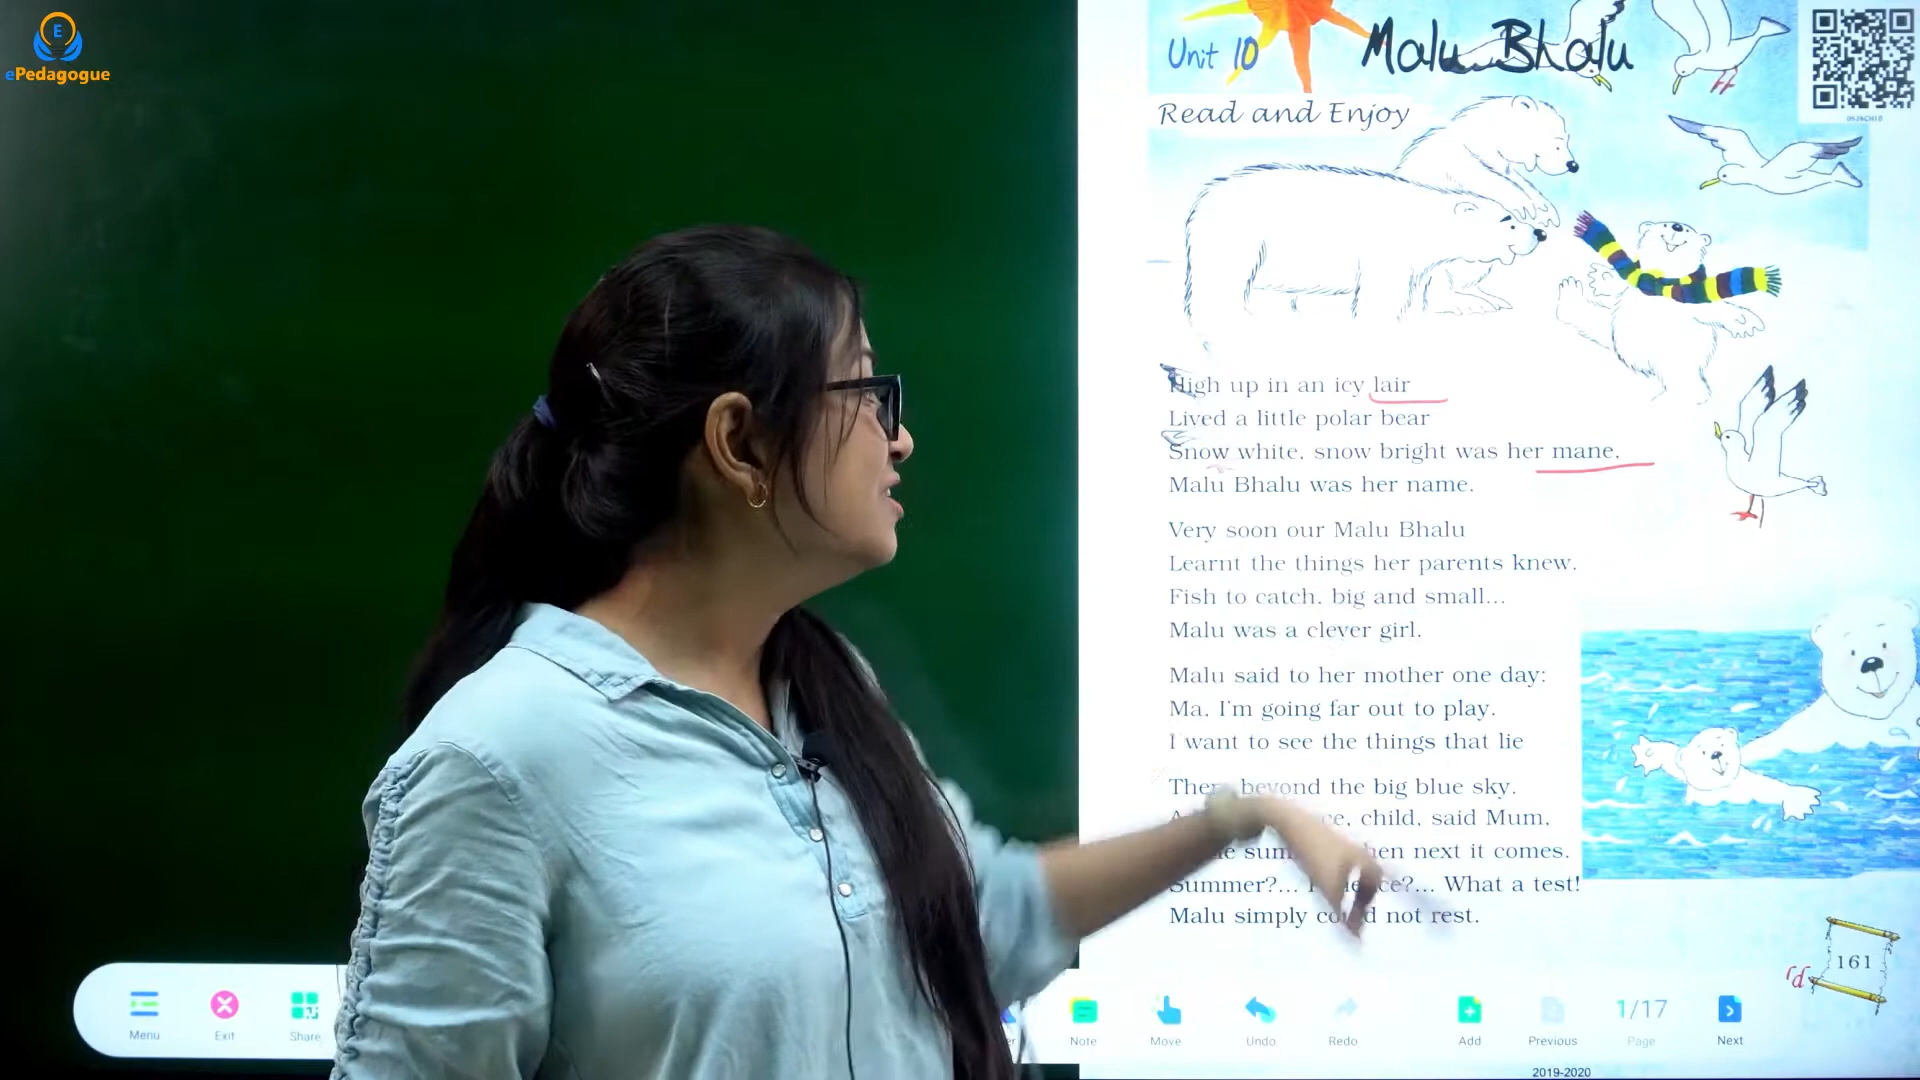 E
ePedagogue
Unit 10
Malu Bhalu
Read and Enjoy
High up in an icy lair
Lived a little polar bear
Snow white, snow bright was her mane,
Malu Bhalu was her name.
Very soon our Malu Bhalu
Learnt the things her parents knew.
Fish to catch, big and small...
Malu was a clever girl.
Malu said to her mother one day:
Ma, I'm going far out to play.
I want to see the things that lie
beyond the big blue sky.
child, said Mum,
next it comes.
Summer?... What a test!
Malu simply not rest.
161
Menu
Exit
Share
Note
Move
Undo
Redo
Add
Previous
1/17
Page
Next
2019-2020